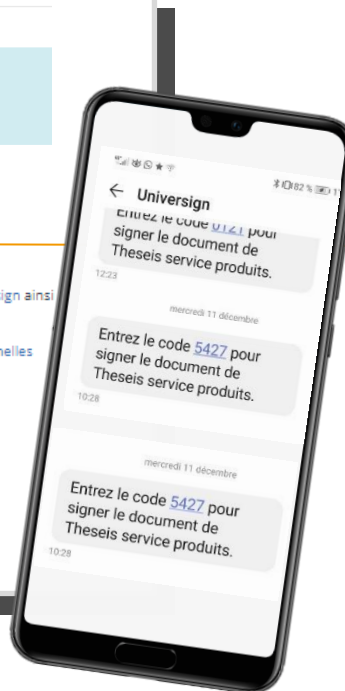 82 %
← Universign
Entrez le code 0121 pour
signer le document de
Theseis service produits.
12:23
mercredi 11 décembre
Entrez le code 5427 pour
signer le document de
Theseis service produits.
10:28
mercredi 11 décembre
Entrez le code 5427 pour
signer le document de
Theseis service produits.
10:28
ign ainsi
nelles